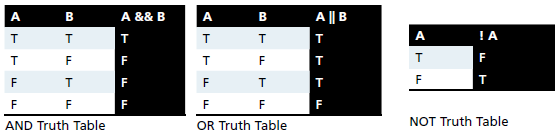 A B A && B
T T T
T F F
F T F
F F F
AND Truth Table
A B A || B
T T T
T F T
F T T
F F F
OR Truth Table
A ! A
T F
F T
NOT Truth Table